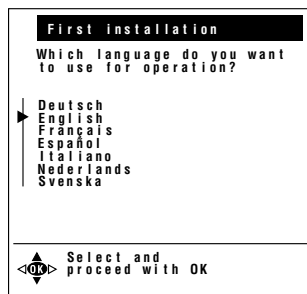 First installation
Which language do you want
to use for operation?
Deutsch
English
Français
Español
Italiano
Nederlands
Svenska
OK
Select and
proceed with OK